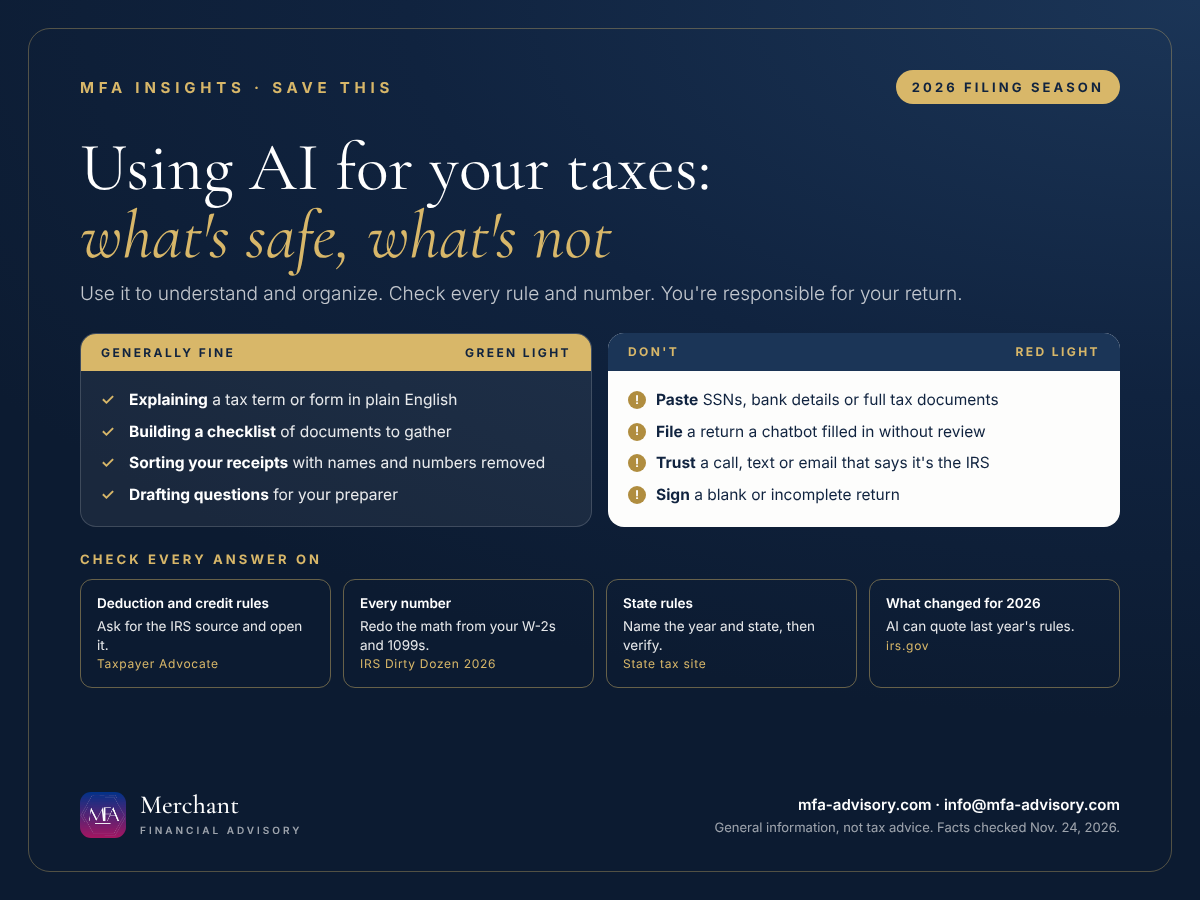 MFA INSIGHTS · SAVE THIS
2026 FILING SEASON
Using AI for your taxes:
what's safe, what's not
Use it to understand and organize. Check every rule and number. You're responsible for your return.
GENERALLY FINE
GREEN LIGHT
✓ Explaining a tax term or form in plain English
✓ Building a checklist of documents to gather
✓ Sorting your receipts with names and numbers removed
✓ Drafting questions for your preparer
DON'T
RED LIGHT
! Paste SSNs, bank details or full tax documents
! File a return a chatbot filled in without review
! Trust a call, text or email that says it's the IRS
! Sign a blank or incomplete return
CHECK EVERY ANSWER ON
Deduction and credit rules
Ask for the IRS source and open
it.
Taxpayer Advocate
Every number
Redo the math from your W-2s
and 1099s.
IRS Dirty Dozen 2026
State rules
Name the year and state, then
verify.
State tax site
What changed for 2026
AI can quote last year's rules.
irs.gov
MFA
Merchant
FINANCIAL ADVISORY
mfa-advisory.com · info@mfa-advisory.com
General information, not tax advice. Facts checked Nov. 24, 2026.